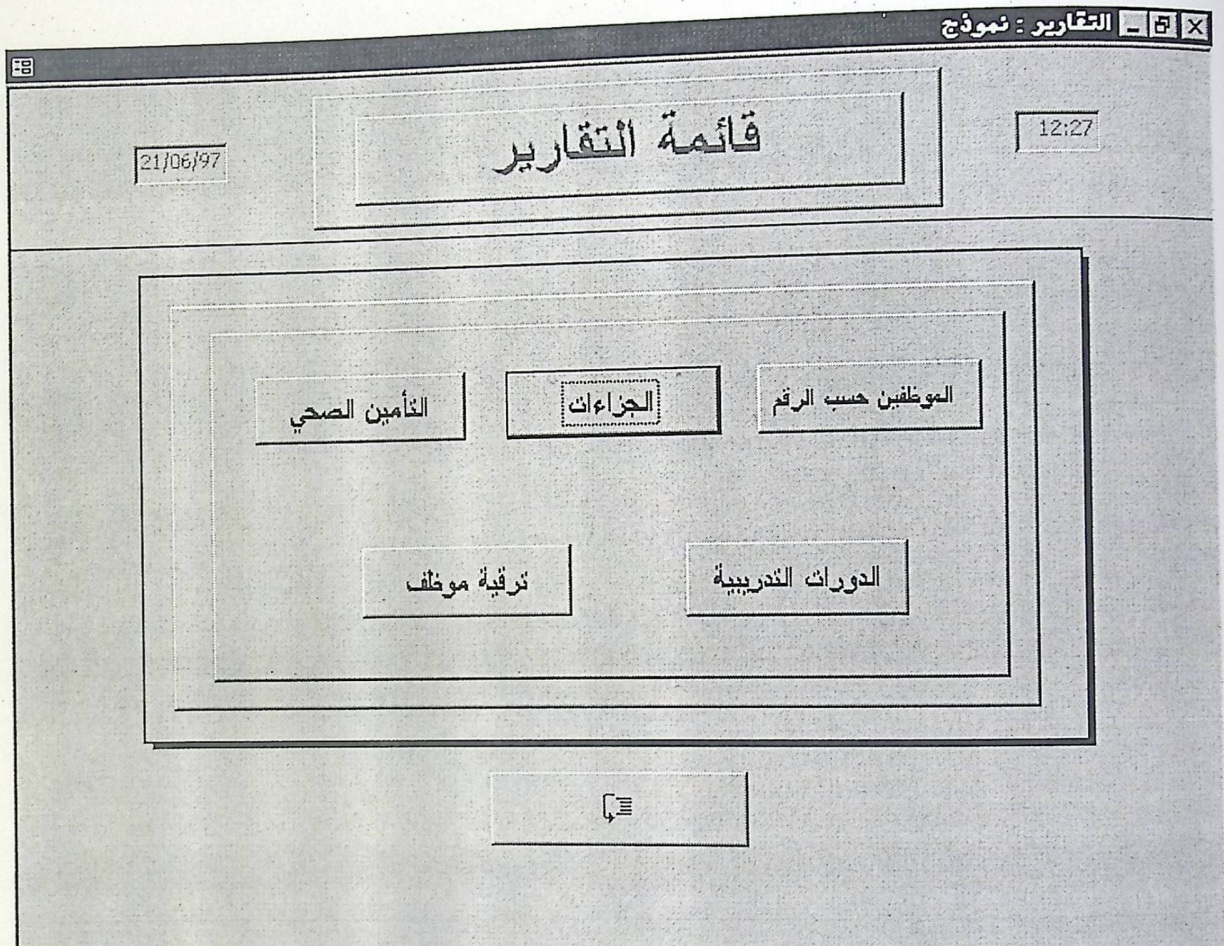 التقارير : نموذج
12:27
قائمة التقارير
21/06/97
الموظفين حسب الرقم
الجزاءات
التأمين الصحي
الدورات التدريبية
ترقية موظف